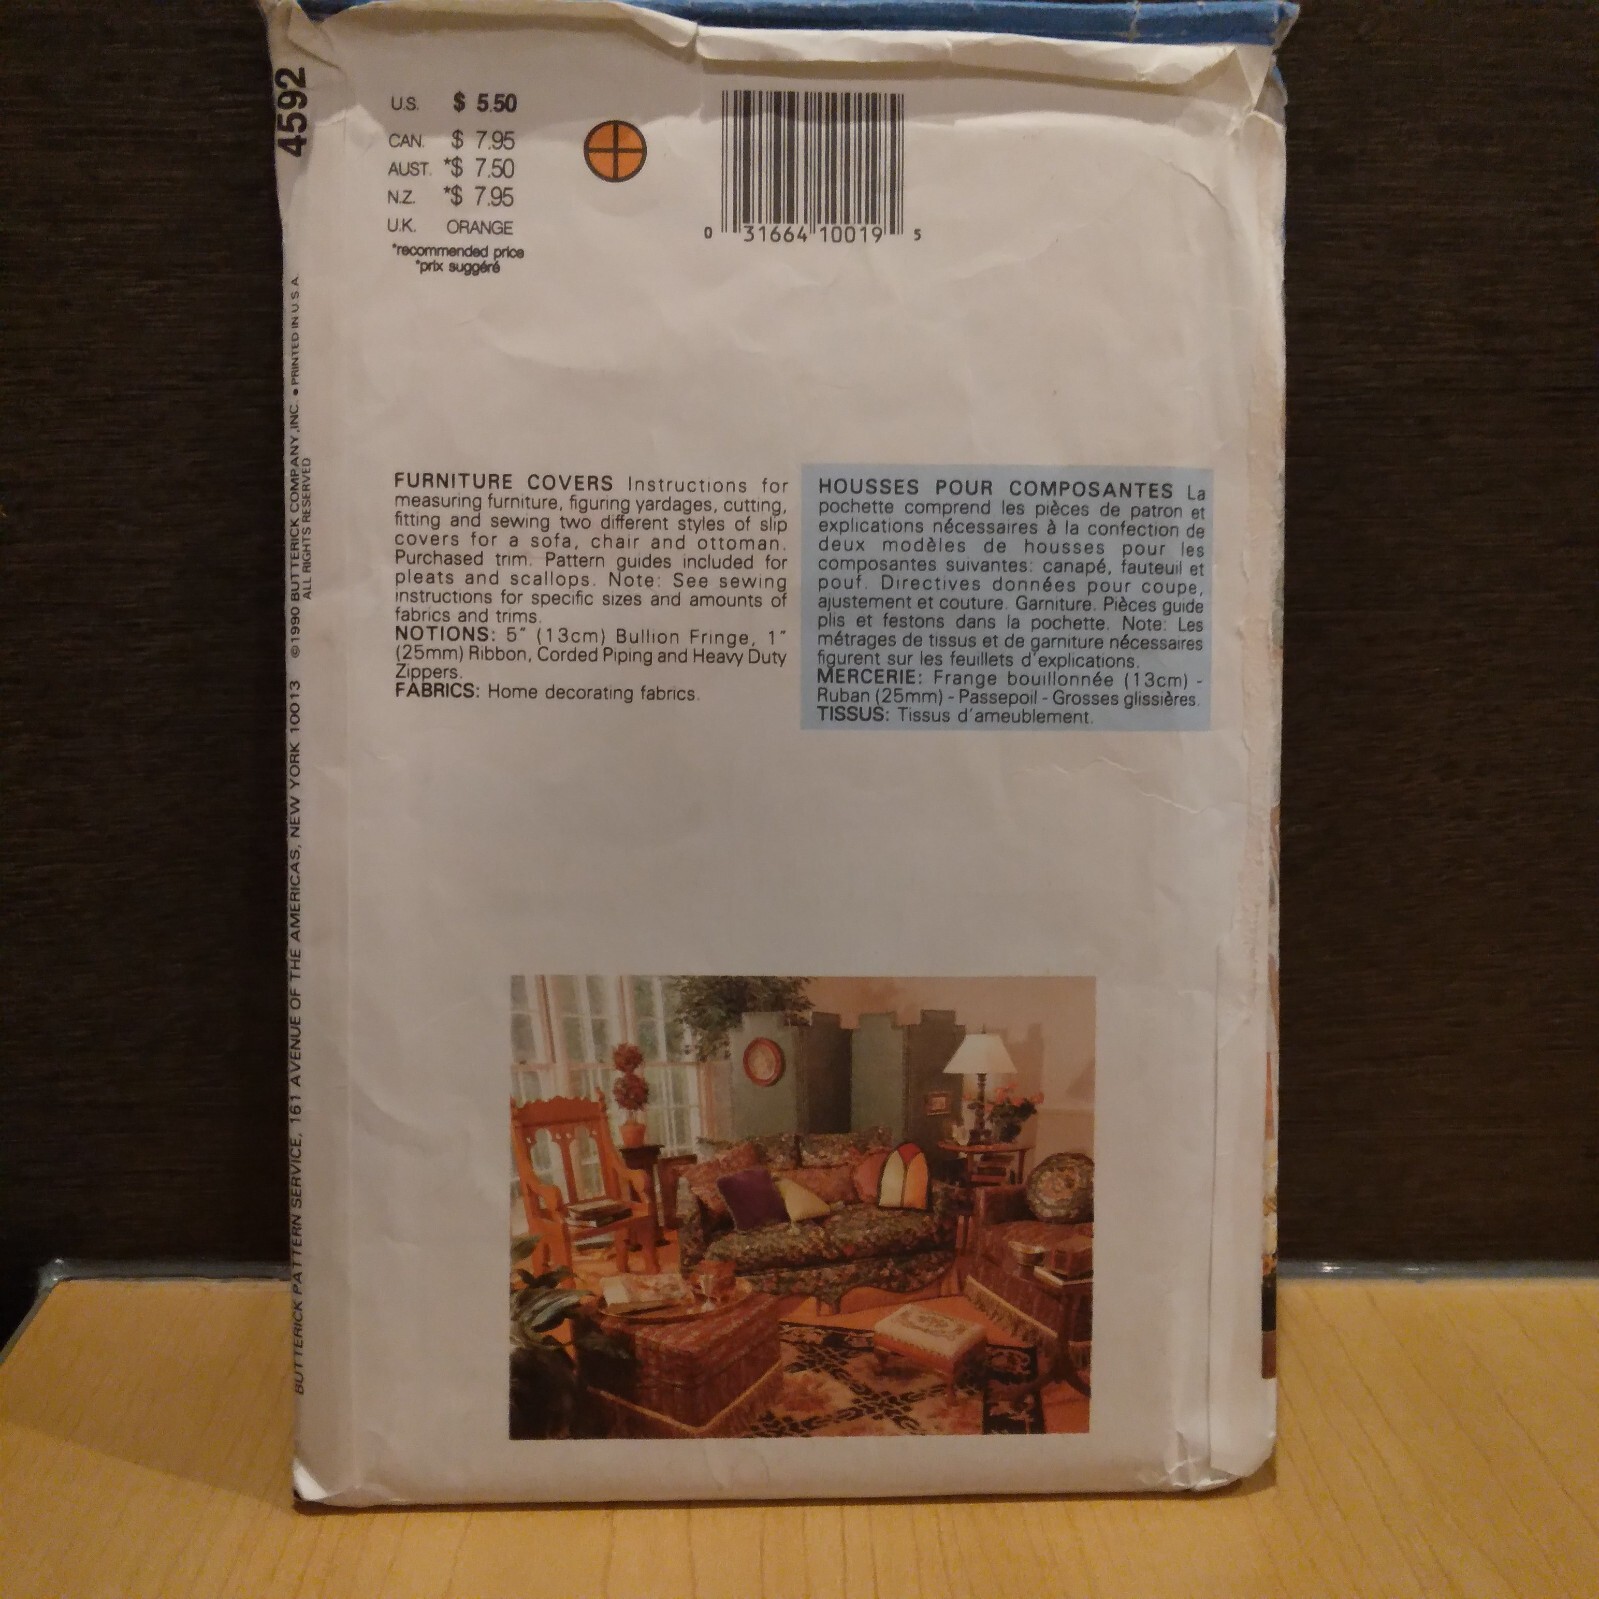 4592
U.S. $ 5.50
CAN. $ 7.95
AUST. *$ 7.50
N.Z. *$ 7.95
U.K. ORANGE
*recommended price
*prix suggéré
0 31664 10019 5
FURNITURE COVERS Instructions for
measuring furniture, figuring yardages, cutting,
fitting and sewing two different styles of slip
covers for a sofa, chair and ottoman.
Purchased trim. Pattern guides included for
pleats and scallops. Note: See sewing
instructions for specific sizes and amounts of
fabrics and trims.
NOTIONS: 5" (13cm) Bullion Fringe, 1"
(25mm) Ribbon, Corded Piping and Heavy Duty
Zippers.
FABRICS: Home decorating fabrics.
HOUSSES POUR COMPOSANTES La
pochette comprend les pièces de patron et
explications nécessaires à la confection de
deux modèles de housses pour les
composantes suivantes: canapé, fauteuil et
pouf. Directives données pour coupe,
ajustement et couture. Garniture. Pièces guide
plis et festons dans la pochette. Note: Les
métrages de tissu et de garniture nécessaires
figurent sur les feuillets d'explications.
MERCERIE: Frange bouillonnée (13cm) -
Ruban (25mm) - Passepoil - Grosses glissières.
TISSUS: Tissus d'ameublement.
BUTTERICK PATTERN SERVICE, 161 AVENUE OF THE AMERICAS, NEW YORK 10013 ©1990 BUTTERICK COMPANY, INC. • PRINTED IN U.S.A.
ALL RIGHTS RESERVED